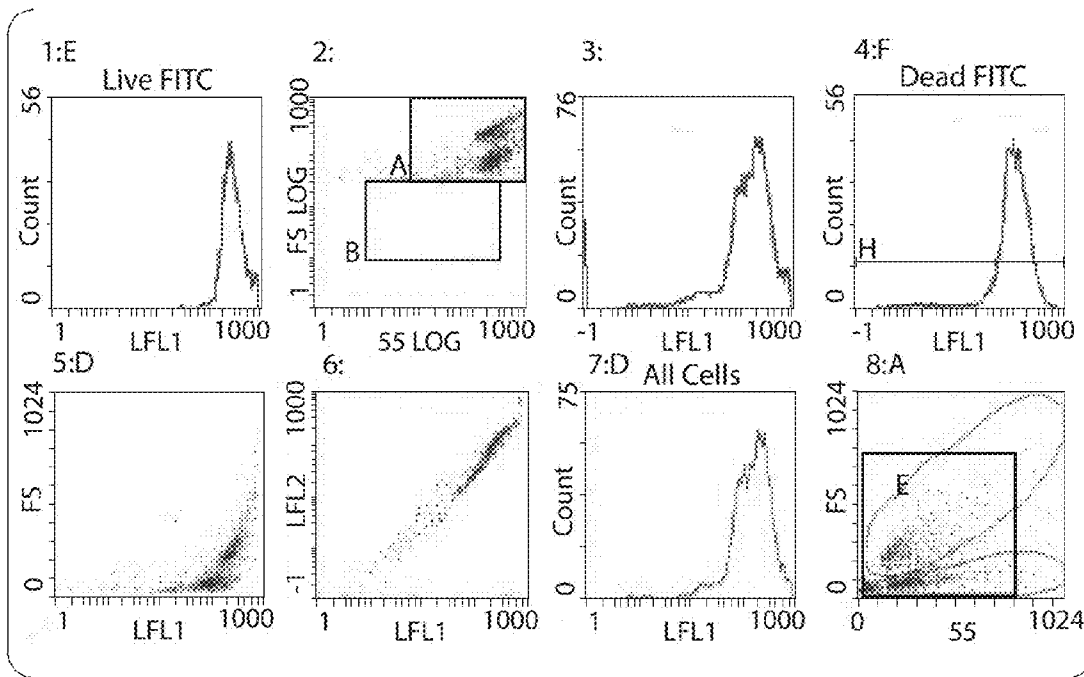 1:E
Live FITC
56
Count
0
1
1000
LFL1
2:
1000
FS LOG
1
A
B
1
1000
55 LOG
3:
76
Count
0
-1
1000
LFL1
4:F
Dead FITC
56
Count
0
H
-1
1000
LFL1
5:D
1024
FS
0
1
1000
LFL1
6:
1000
LFL2
-1
1
1000
LFL1
7:D
All Cells
75
Count
0
1
1000
LFL1
8:A
1024
FS
0
E
0
1024
55